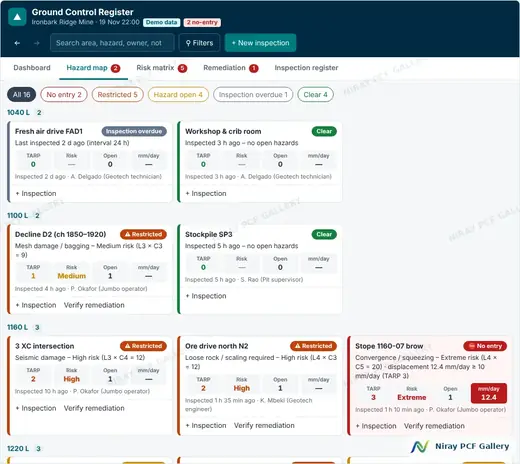 Ground Control Register
Ironbark Ridge Mine · 19 Nov 22:00 Demo data 2 no-entry
← → Search area, hazard, owner, not Filters + New inspection
Dashboard Hazard map 2 Risk matrix 5 Remediation 1 Inspection register
All 16 No entry 2 Restricted 5 Hazard open 4 Inspection overdue 1 Clear 4
1040 L 2
Fresh air drive FAD1 Inspection overdue
Last inspected 2 d ago (interval 24 h)
TARP Risk Open mm/day
0 — 0 —
Inspected 2 d ago · A. Delgado (Geotech technician)
+ Inspection
Workshop & crib room Clear
Inspected 3 h ago – no open hazards
TARP Risk Open mm/day
0 — 0 —
Inspected 3 h ago · A. Delgado (Geotech technician)
+ Inspection
1100 L 2
Decline D2 (ch 1850–1920) ⚠ Restricted
Mesh damage / bagging – Medium risk (L3 × C3
= 9)
TARP Risk Open mm/day
1 Medium 1 —
Inspected 4 h ago · P. Okafor (Jumbo operator)
+ Inspection Verify remediation
Stockpile SP3 Clear
Inspected 5 h ago – no open hazards
TARP Risk Open mm/day
0 — 0 —
Inspected 5 h ago · S. Rao (Pit supervisor)
+ Inspection
1160 L 3
3 XC intersection ⚠ Restricted
Seismic damage – High risk (L3 × C4 = 12)
TARP Risk Open mm/day
2 High 1 —
Inspected 10 h ago · P. Okafor (Jumbo operator)
+ Inspection Verify remediation
Ore drive north N2 ⚠ Restricted
Loose rock / scaling required – High risk (L4 × C3
= 12)
TARP Risk Open mm/day
2 High 1 —
Inspected 1 h 35 min ago · K. Mbeki (Geotech
engineer)
+ Inspection Verify remediation
Stope 1160-07 brow No entry
Convergence / squeezing – Extreme risk (L4 ×
C5 = 20) · displacement 12.4 mm/day ≥ 10
mm/day (TARP 3)
TARP Risk Open mm/day
3 Extreme 1 12.4
Inspected 1 h 10 min ago · P. Okafor (Jumbo operator)
+ Inspection Verify remediation
1220 L 3
Niray PCF Gallery